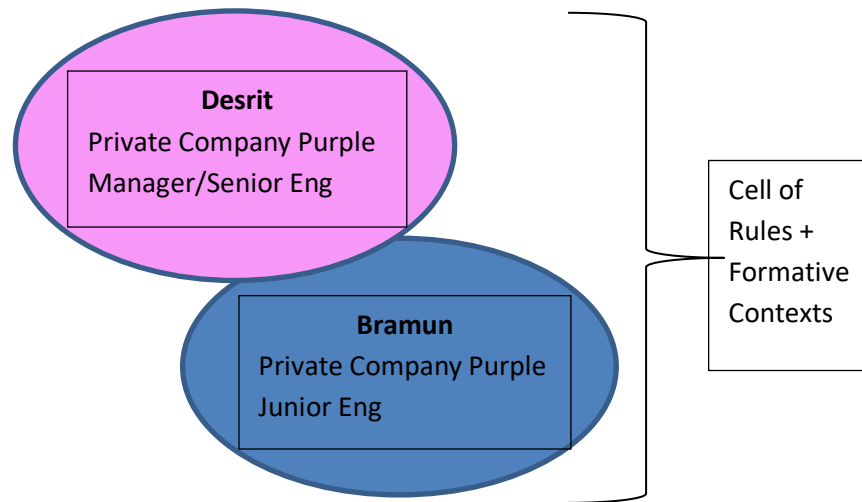 Desrit
Private Company Purple
Manager/Senior Eng
Bramun
Private Company Purple
Junior Eng
Cell of
Rules +
Formative
Contexts